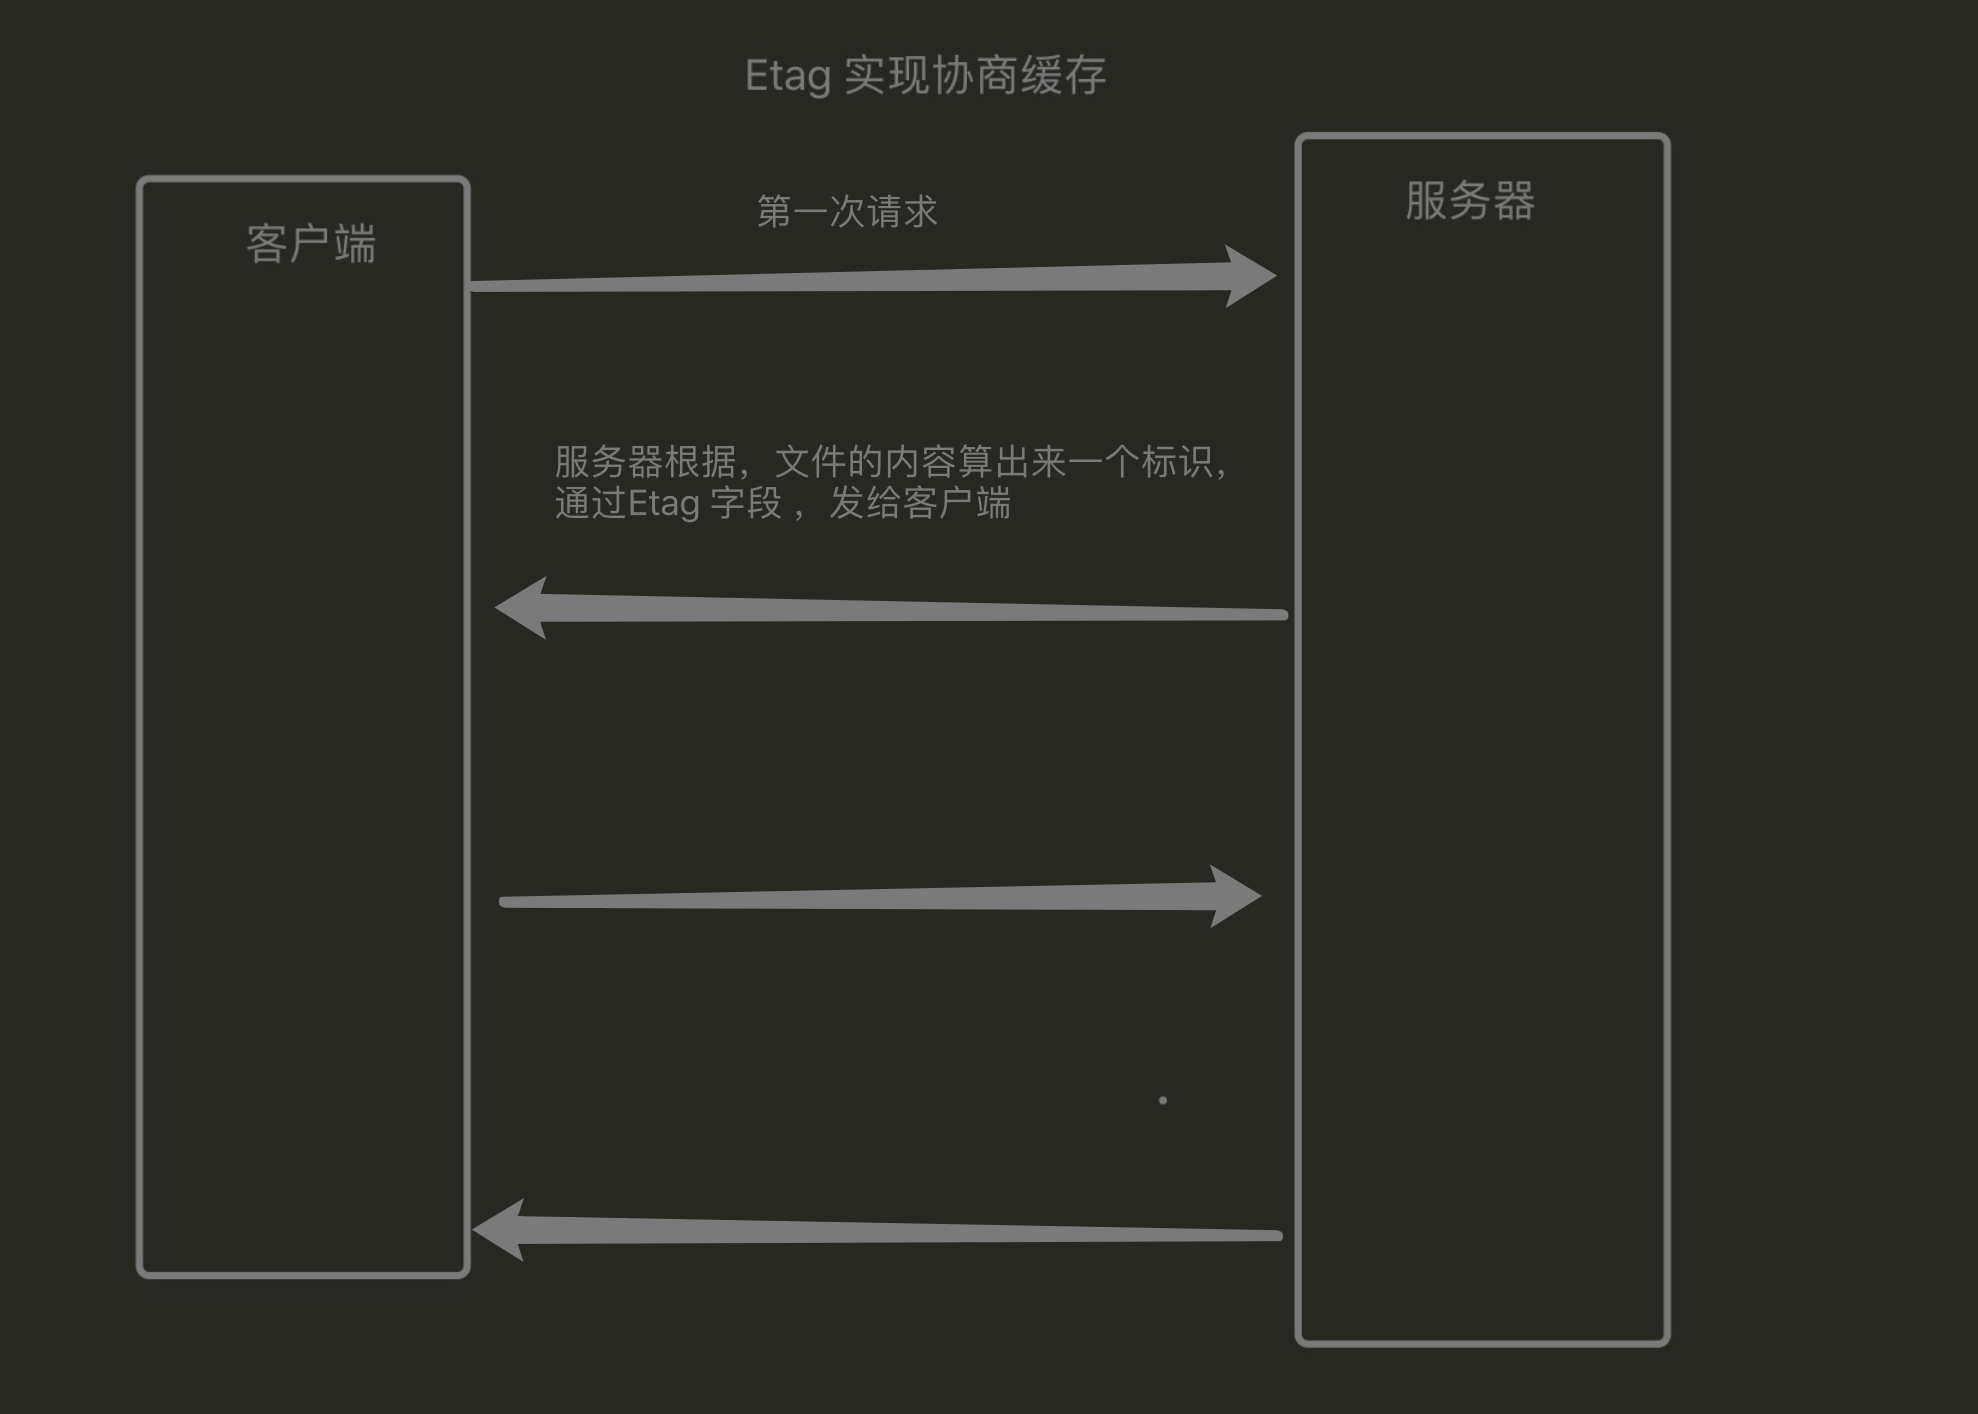 Etag 实现协商缓存
客户端
第一次请求
服务器
服务器根据，文件的内容算出来一个标识，
通过Etag 字段 ，发给客户端